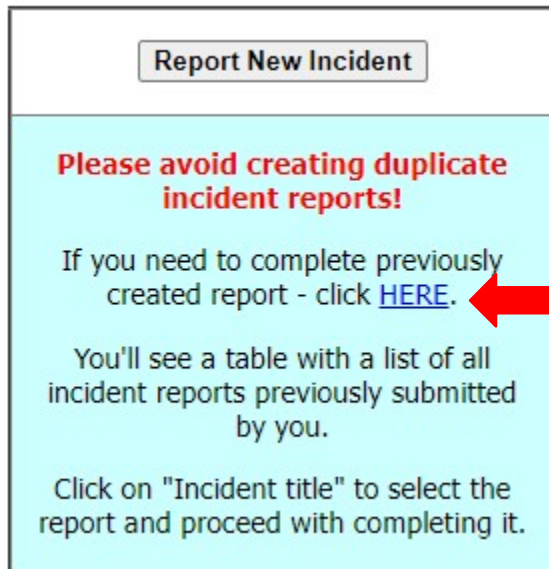 Report New Incident
Please avoid creating duplicate
incident reports!
If you need to complete previously
created report - click HERE.
You'll see a table with a list of all
incident reports previously submitted
by you.
Click on "Incident title" to select the
report and proceed with completing it.